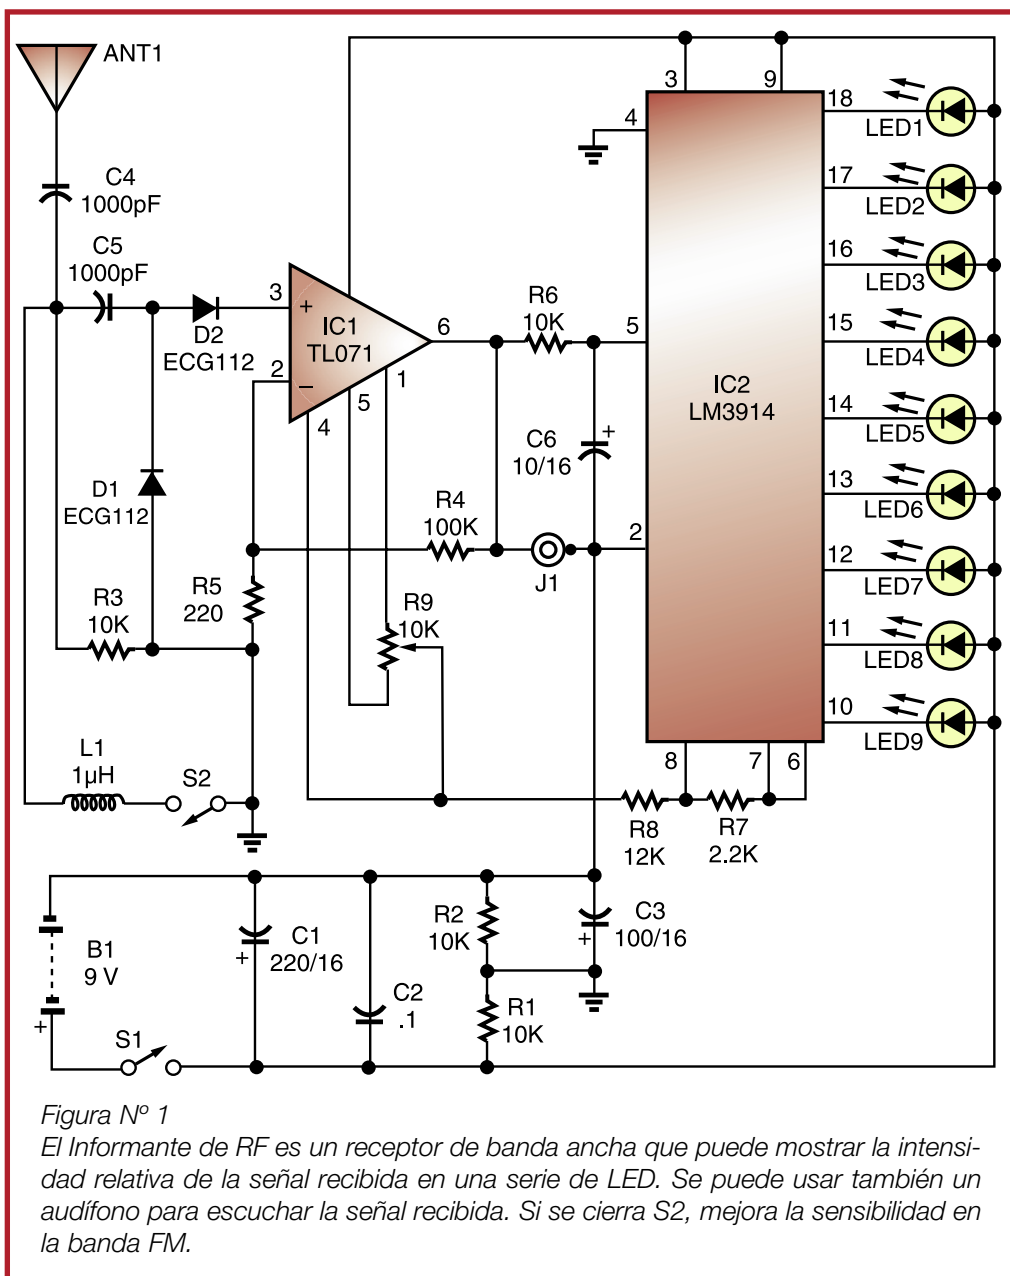 ANT1
3
9
4
18
LED1
C4
1000pF
17
LED2
C5
1000pF
16
LED3
3
+
D2
ECG112
IC1
TL071
6
R6
10K
5
15
LED4
2
–
1
5
4
IC2
LM3914
14
LED5
C6
10/16
+
D1
ECG112
13
LED6
R4
100K
2
J1
12
LED7
R3
10K
R5
220
R9
10K
11
LED8
10
LED9
L1
1µH
S2
8
7
6
R8
12K
R7
2.2K
B1
9 V
+
C1
220/16
+
R2
10K
C3
100/16
+
C2
.1
R1
10K
S1
Figura Nº 1
El Informante de RF es un receptor de banda ancha que puede mostrar la intensi-
dad relativa de la señal recibida en una serie de LED. Se puede usar también un
audífono para escuchar la señal recibida. Si se cierra S2, mejora la sensibilidad en
la banda FM.